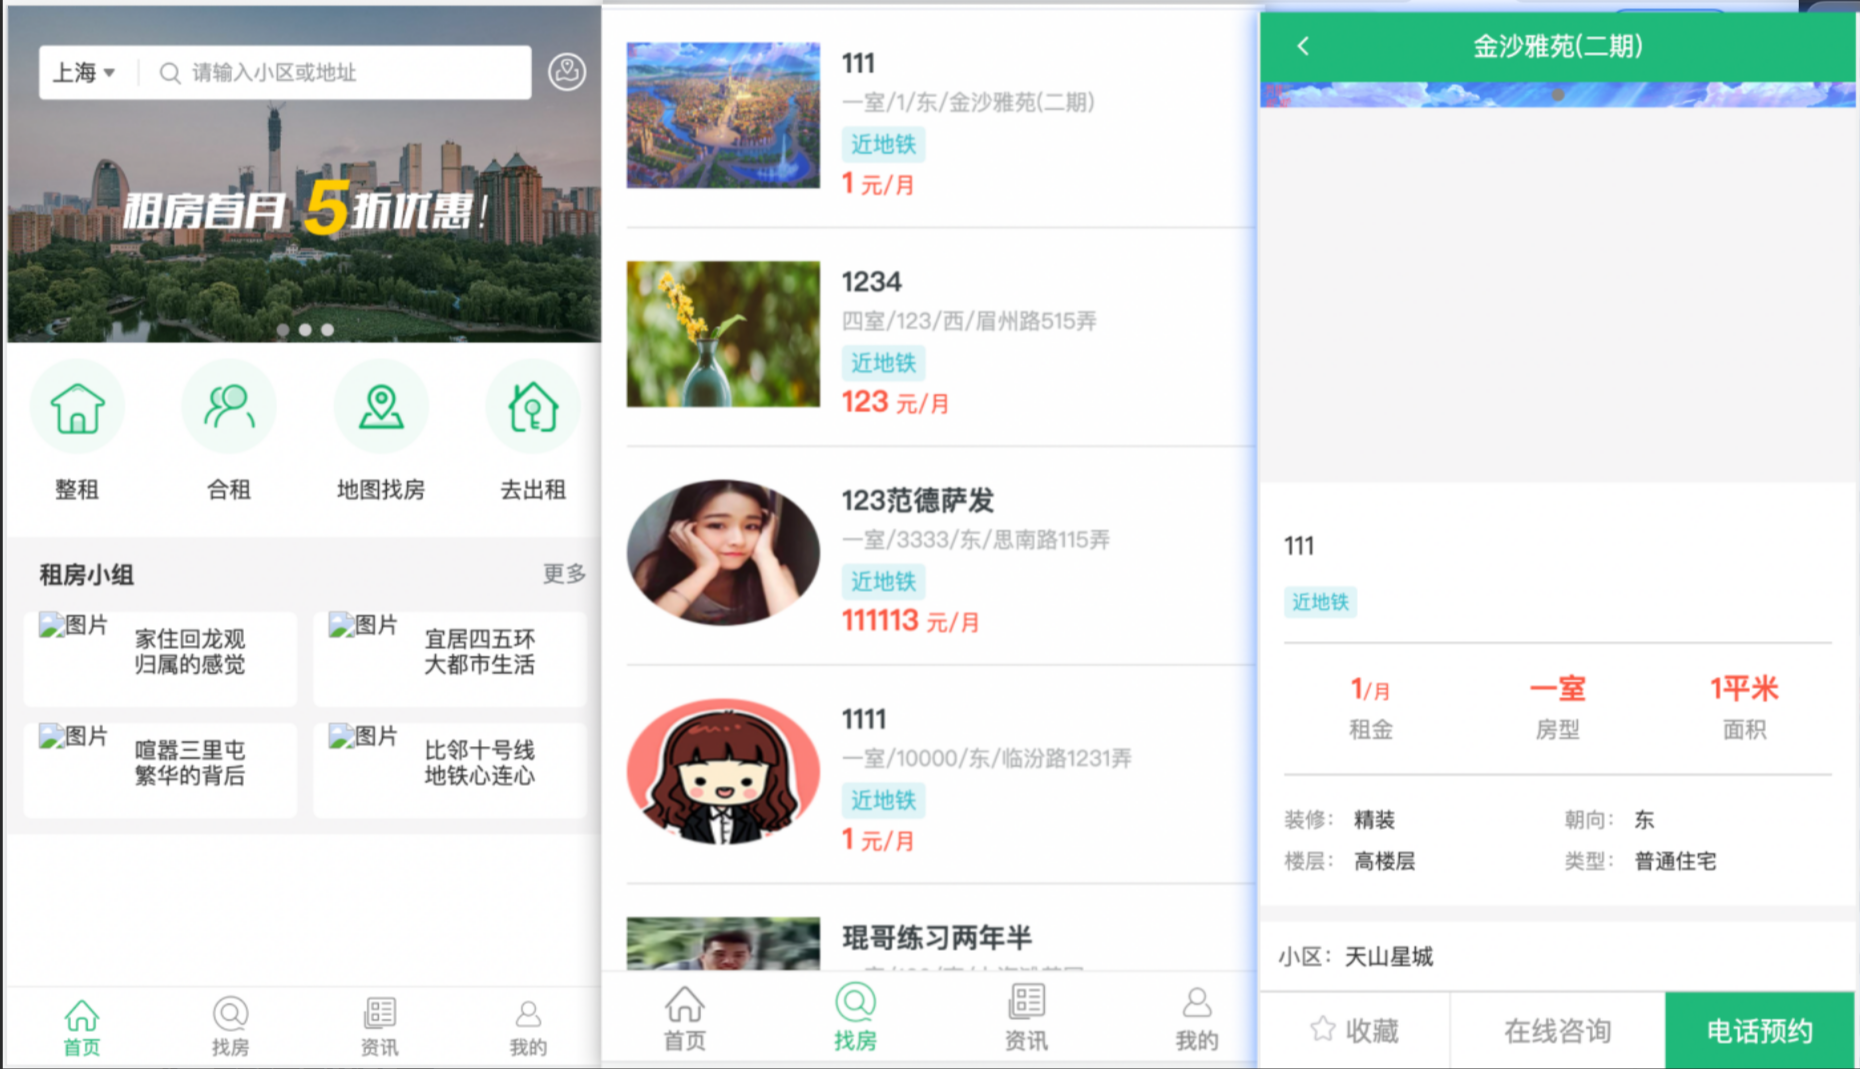 上海
请输入小区或地址
租房首月5折优惠!
整租
合租
地图找房
去出租
租房小组
更多
图片
家住回龙观
归属的感觉
图片
宜居四五环
大都市生活
图片
喧嚣三里屯
繁华的背后
图片
比邻十号线
地铁心连心
首页
找房
资讯
我的
111
一室/1/东/金沙雅苑(二期)
近地铁
1 元/月
1234
四室/123/西/眉州路515弄
近地铁
123 元/月
123范德萨发
一室/3333/东/思南路115弄
近地铁
111113 元/月
1111
一室/10000/东/临汾路1231弄
近地铁
1 元/月
琨哥练习两年半
首页
找房
资讯
我的
金沙雅苑(二期)
111
近地铁
1/月
一室
1平米
租金
房型
面积
装修： 精装
朝向： 东
楼层： 高楼层
类型： 普通住宅
小区： 天山星城
收藏
在线咨询
电话预约